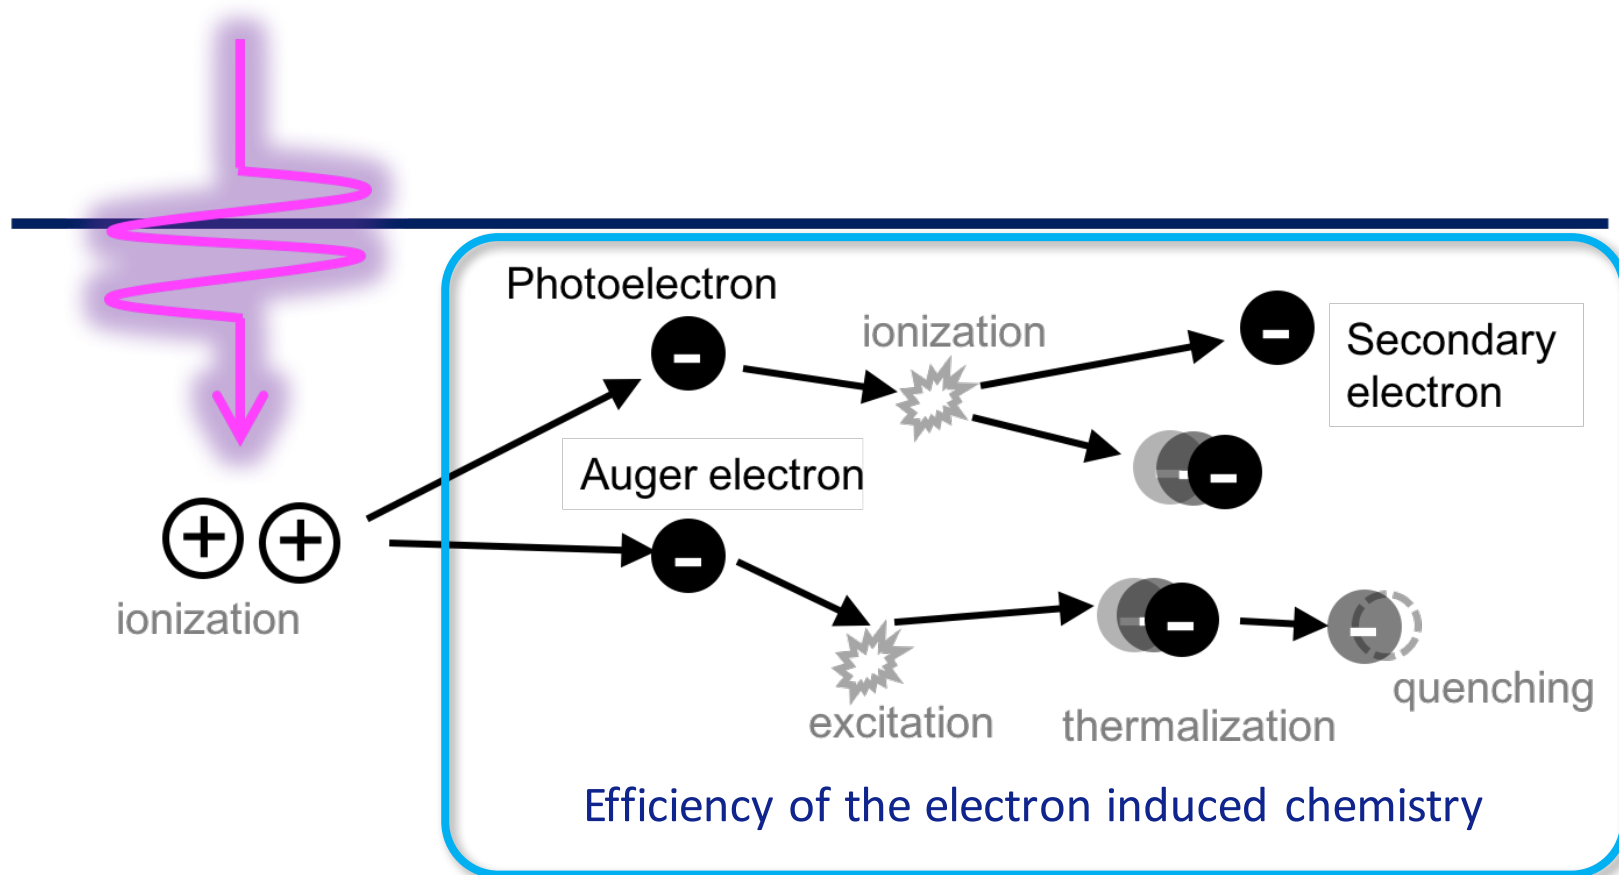 Photoelectron
ionization
Secondary
electron
Auger electron
ionization
excitation
thermalization
quenching
Efficiency of the electron induced chemistry